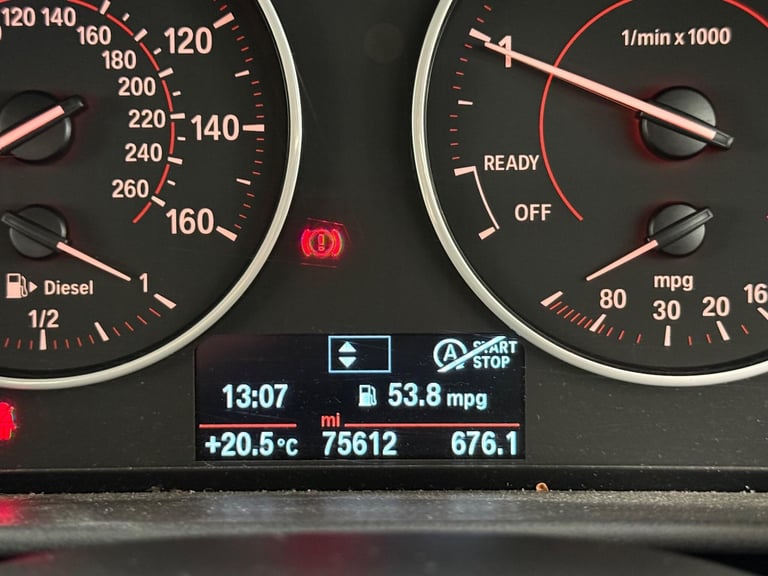 120 140
160
180
200
220
240
260
120
140
160
Diesel
1/2
1
1
1/min x 1000
READY
OFF
mpg
80
30
20
16
A START
STOP
13:07
53.8 mpg
mi
+20.5°C
75612
676.1